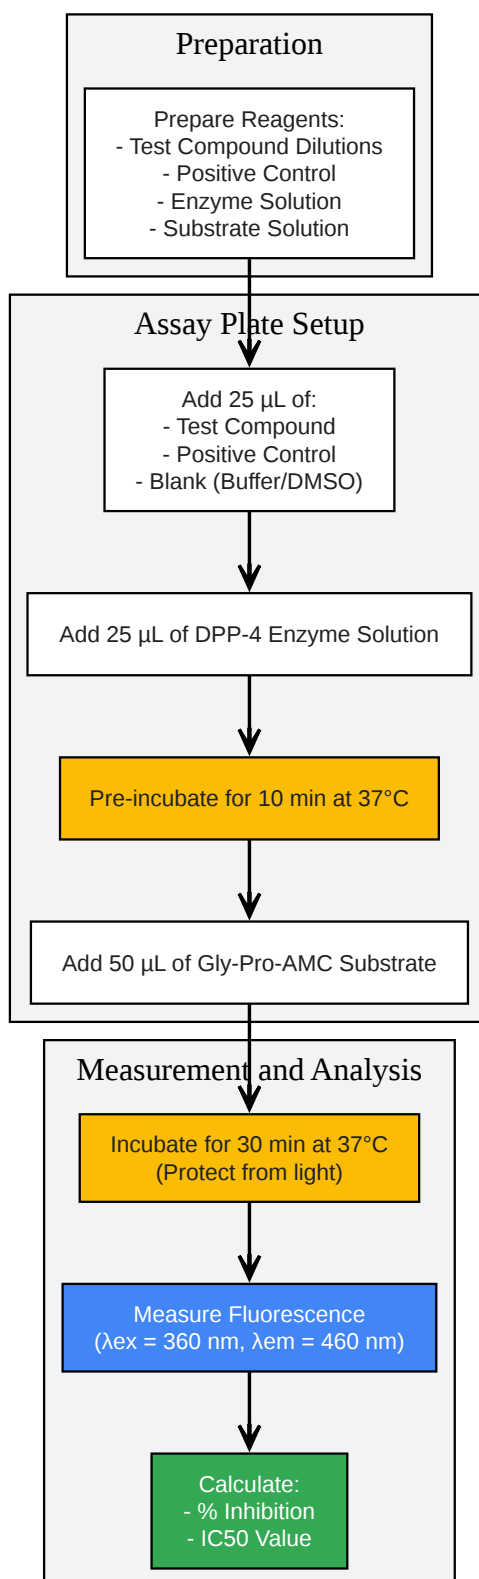 Preparation
Prepare Reagents:
- Test Compound Dilutions
- Positive Control
- Enzyme Solution
- Substrate Solution
Assay Plate Setup
Add 25 µL of:
- Test Compound
- Positive Control
- Blank (Buffer/DMSO)
Add 25 µL of DPP-4 Enzyme Solution
Pre-incubate for 10 min at 37°C
Add 50 µL of Gly-Pro-AMC Substrate
Measurement and Analysis
Incubate for 30 min at 37°C
(Protect from light)
Measure Fluorescence
(λex = 360 nm, λem = 460 nm)
Calculate:
- % Inhibition
- IC50 Value